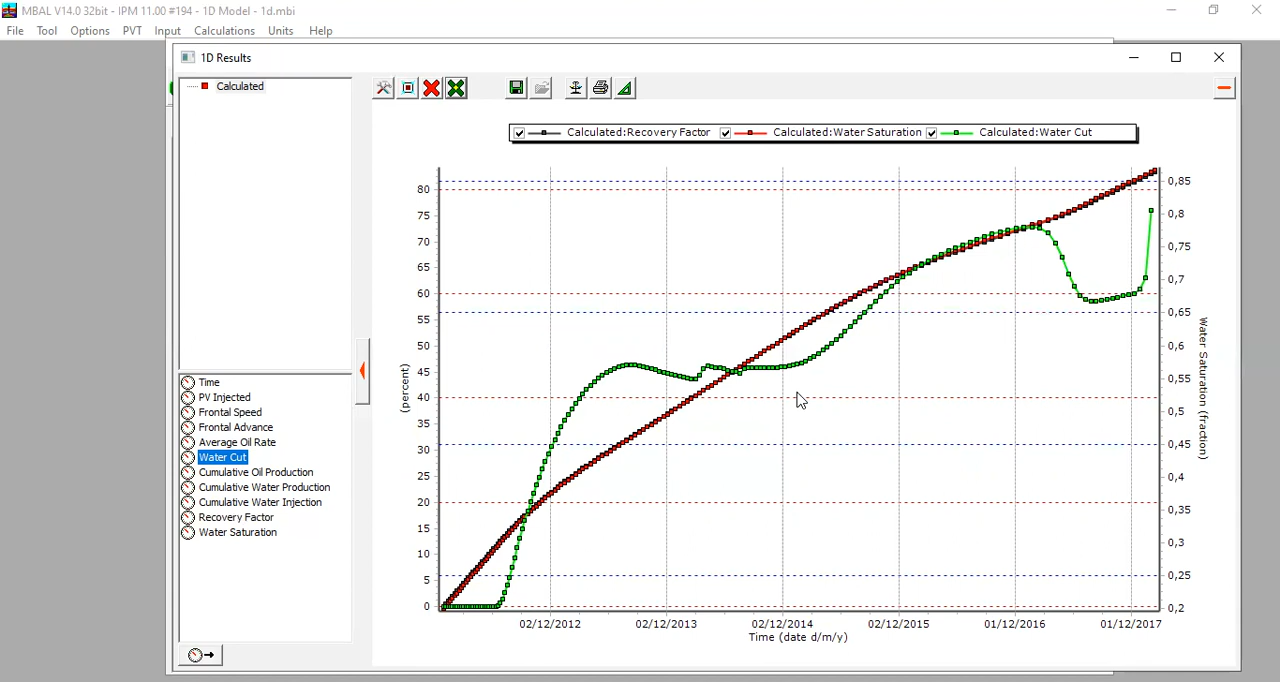 MBAL V14.0 32bit - IPM 11.00 #194 - 1D Model - 1d.mbi
File Tool Options PVT Input Calculations Units Help
1D Results
Calculated
Calculated:Recovery Factor Calculated:Water Saturation Calculated:Water Cut
80
75
70
65
60
55
50
45
40
35
30
25
20
15
10
5
0
(percent)
0,85
0,8
0,75
0,7
0,65
0,6
0,55
0,5
0,45
0,4
0,35
0,3
0,25
0,2
Water Saturation (fraction)
02/12/2012 02/12/2013 02/12/2014 02/12/2015 01/12/2016 01/12/2017
Time (date d/m/y)
Time
PV Injected
Frontal Speed
Frontal Advance
Average Oil Rate
Water Cut
Cumulative Oil Production
Cumulative Water Production
Cumulative Water Injection
Recovery Factor
Water Saturation